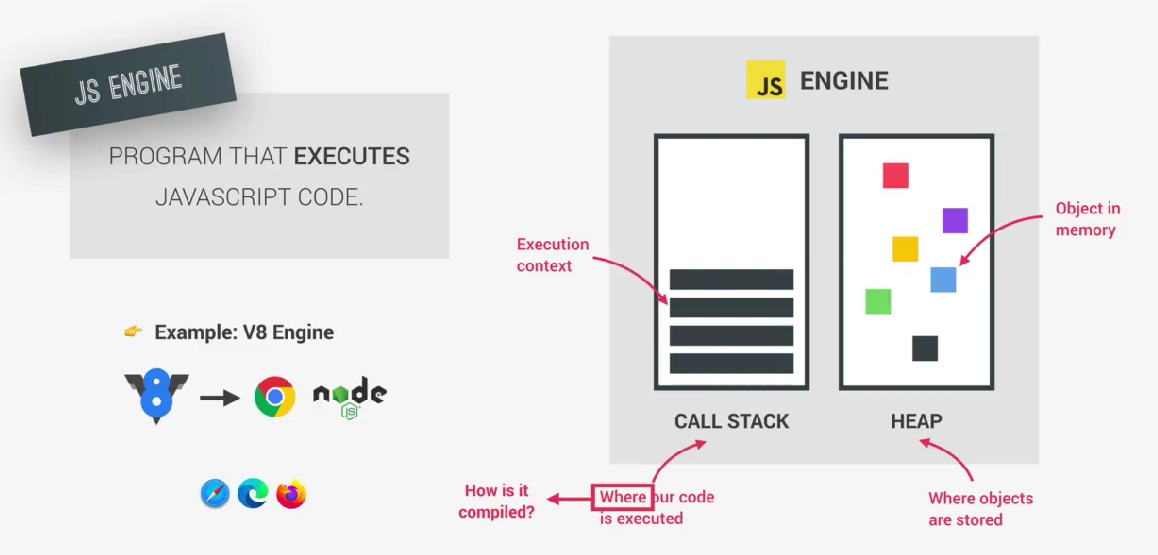 JS ENGINE
PROGRAM THAT EXECUTES
JAVASCRIPT CODE.
Example: V8 Engine
V8
node
JS
JS ENGINE
Execution
context
Object in
memory
CALL STACK
HEAP
How is it
compiled?
Where our code
is executed
Where objects
are stored